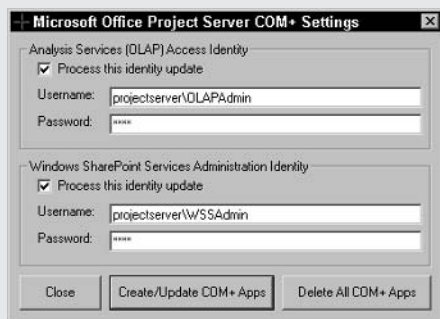 Microsoft Office Project Server COM+ Settings
Analysis Services (OLAP) Access Identity
Process this identity update
Username: projectserver\OLAPAdmin
Password: ****
Windows SharePoint Services Administration Identity
Process this identity update
Username: projectserver\WSSAdmin
Password: ****
Close Create/Update COM+ Apps Delete All COM+ Apps